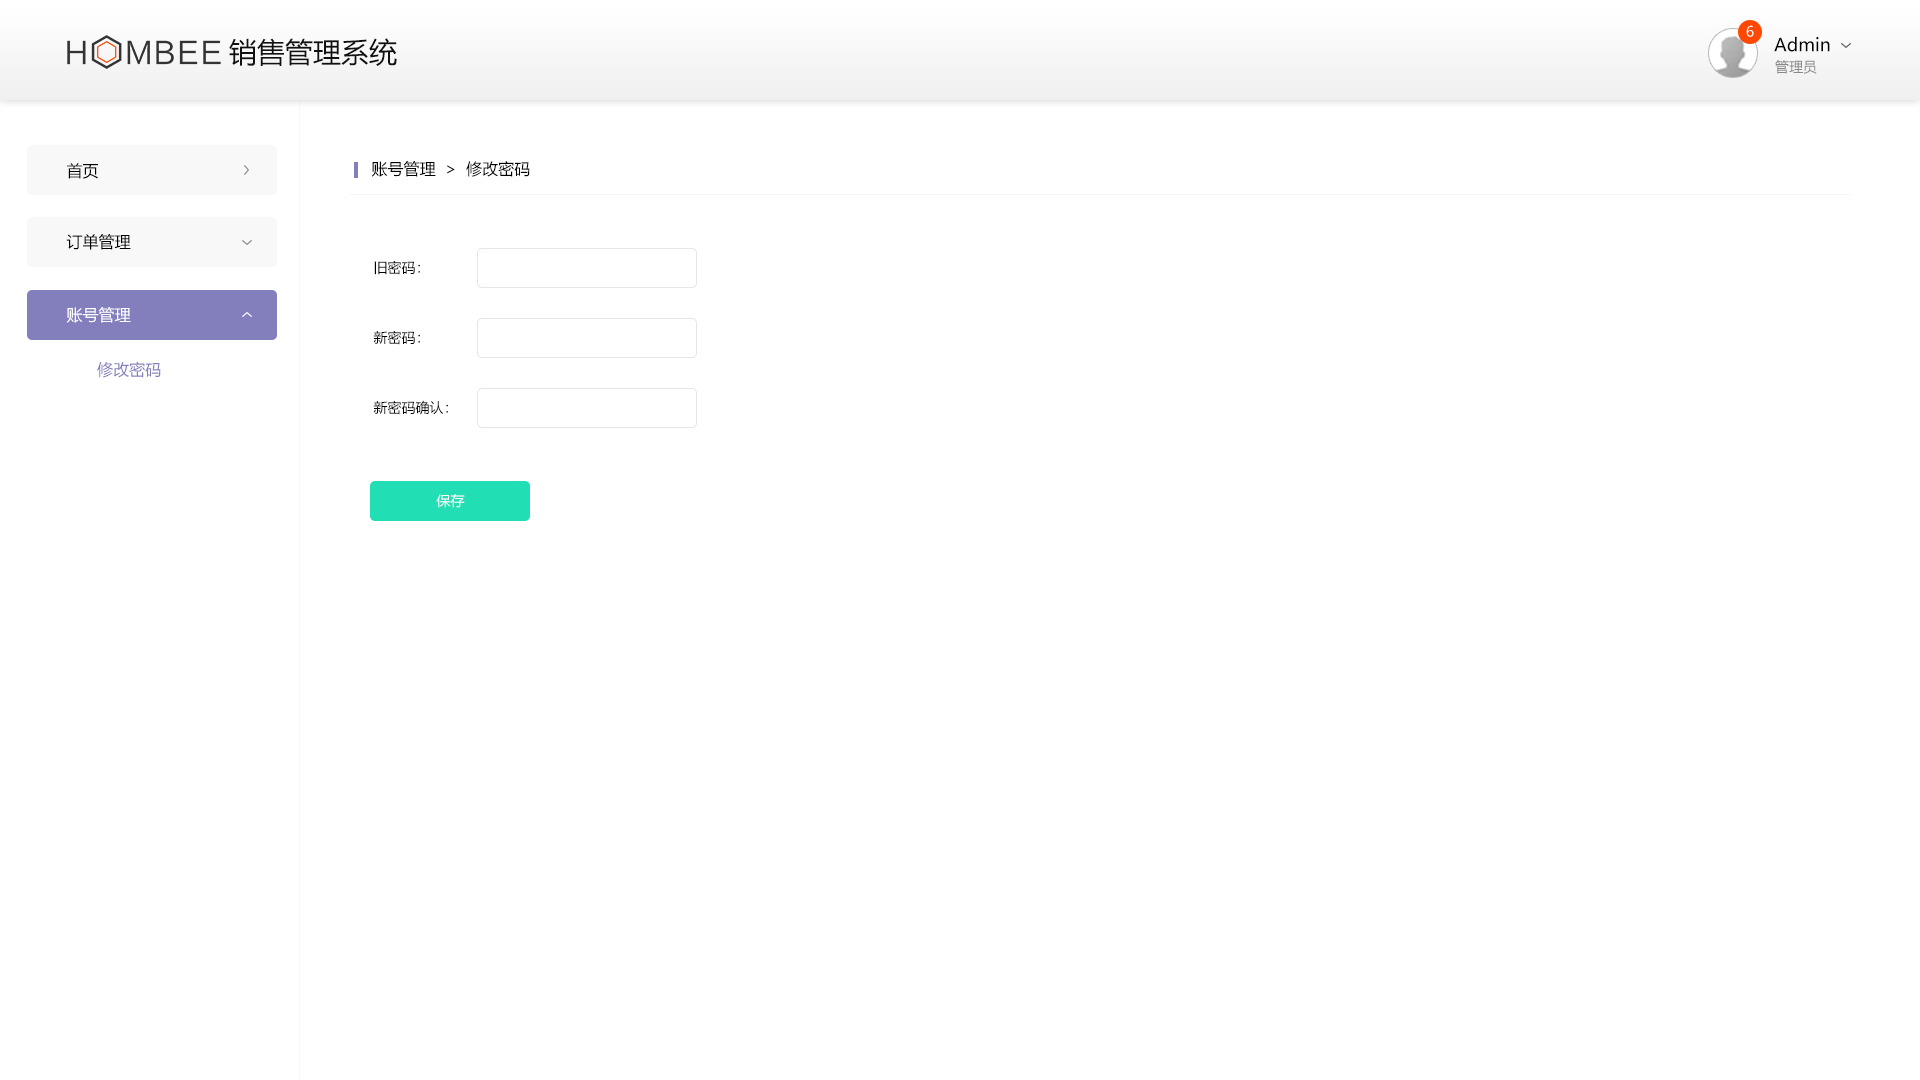 HOMBEE 销售管理系统
6
Admin
管理员
首页
订单管理
账号管理
修改密码
账号管理 > 修改密码
旧密码：
新密码：
新密码确认：
保存